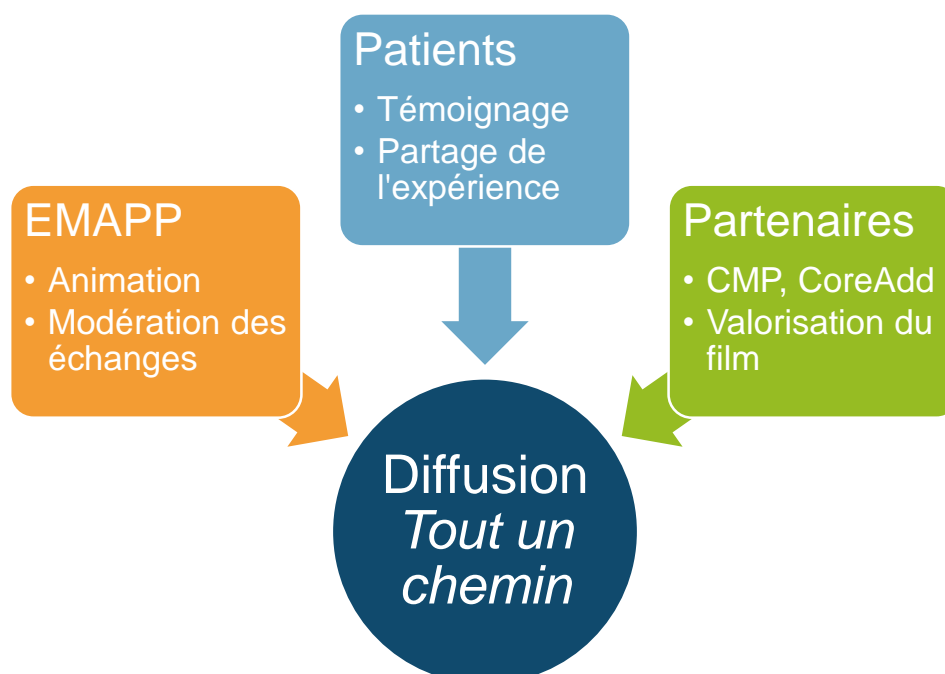 Patients
• Témoignage
• Partage de
l'expérience
EMAPP
• Animation
• Modération des
échanges
Partenaires
• CMP, CoreAdd
• Valorisation du
film
Diffusion
Tout un
chemin